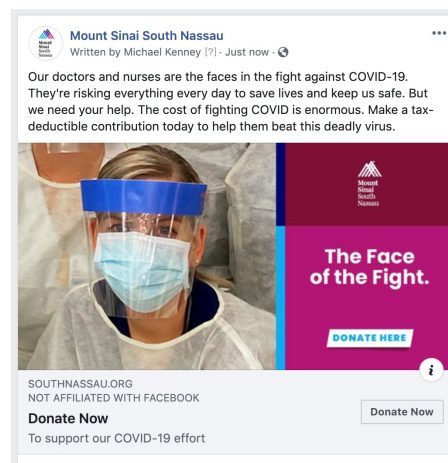 Mount Sinai South Nassau
Written by Michael Kenney [?] · Just now ·
Our doctors and nurses are the faces in the fight against COVID-19.
They're risking everything every day to save lives and keep us safe. But
we need your help. The cost of fighting COVID is enormous. Make a tax-
deductible contribution today to help them beat this deadly virus.
Mount
Sinai
South
Nassau
The Face
of the Fight.
DONATE HERE
SOUTHNASSAU.ORG
NOT AFFILIATED WITH FACEBOOK
Donate Now
To support our COVID-19 effort
Donate Now